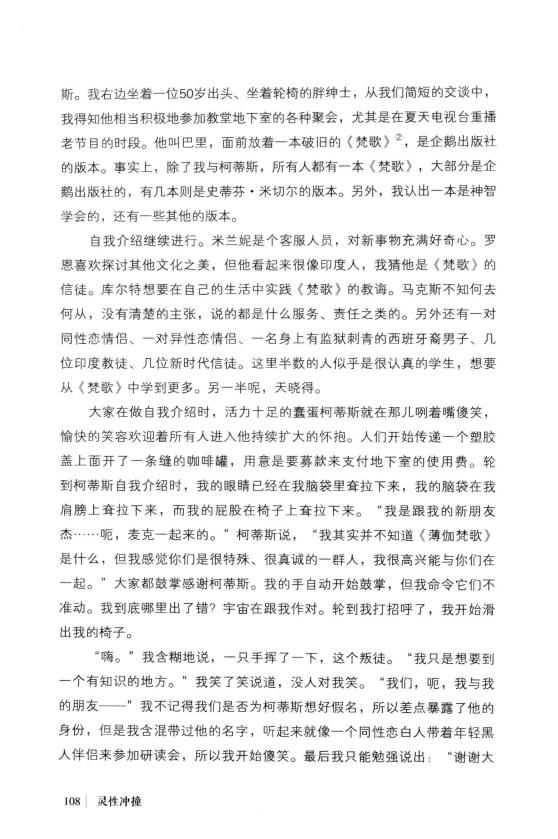 斯。我右边坐着一位50岁出头、坐着轮椅的胖绅士，从我们简短的交谈中，
我得知他相当积极地参加教堂地下室的各种聚会，尤其是在夏天电视台重播
老节目的时段。他叫巴里，面前放着一本破旧的《梵歌》②，是企鹅出版社
的版本。事实上，除了我与柯蒂斯，所有人都有一本《梵歌》，大部分是企
鹅出版社的，有几本则是史蒂芬·米切尔的版本。另外，我认出一本是神智
学会的，还有一些其他的版本。
自我介绍继续进行。米兰妮是个客服人员，对新事物充满好奇心。罗
恩喜欢探讨其他文化之美，但他看起来很像印度人，我猜他是《梵歌》的
信徒。库尔特想要在自己的生活中实践《梵歌》的教诲。马克斯不知何去
何从，没有清楚的主张，说的都是什么服务、责任之类的。另外还有一对
同性恋情侣、一对异性恋情侣、一名身上有监狱刺青的西班牙裔男子、几
位印度教徒、几位新时代信徒。这里半数的人似乎是很认真的学生，想要
从《梵歌》中学到更多。另一半呢，天晓得。
大家在做自我介绍时，活力十足的蠢蛋柯蒂斯就在那儿咧着嘴傻笑，
愉快的笑容欢迎着所有人进入他持续扩大的怀抱。人们开始传递一个塑胶
盖上面开了一条缝的咖啡罐，用意是要募款来支付地下室的使用费。轮
到柯蒂斯自我介绍时，我的眼睛已经在我脑袋里耷拉下来，我的脑袋在我
肩膀上耷拉下来，而我的屁股在椅子上耷拉下来。“我是跟我的新朋友
杰……呃，麦克一起来的。”柯蒂斯说，“我其实并不知道《薄伽梵歌》
是什么，但我感觉你们是很特殊、很真诚的一群人，我很高兴能与你们在
一起。”大家都鼓掌感谢柯蒂斯。我的手自动开始鼓掌，但我命令它们不
准动。我到底哪里出了错？宇宙在跟我作对。轮到我打招呼了，我开始滑
出我的椅子。
“嗨。”我含糊地说，一只手挥了一下，这个叛徒。“我只是想要到
一个有知识的地方。”我笑了笑说道，没人对我笑。“我们，呃，我与我
的朋友——”我不记得我们是否为柯蒂斯想好假名，所以差点暴露了他的
身份，但是我含混带过他的名字，听起来就像一个同性恋白人带着年轻黑
人伴侣来参加研读会，所以我开始傻笑。最后我只能勉强说出：“谢谢大
108 灵性冲撞